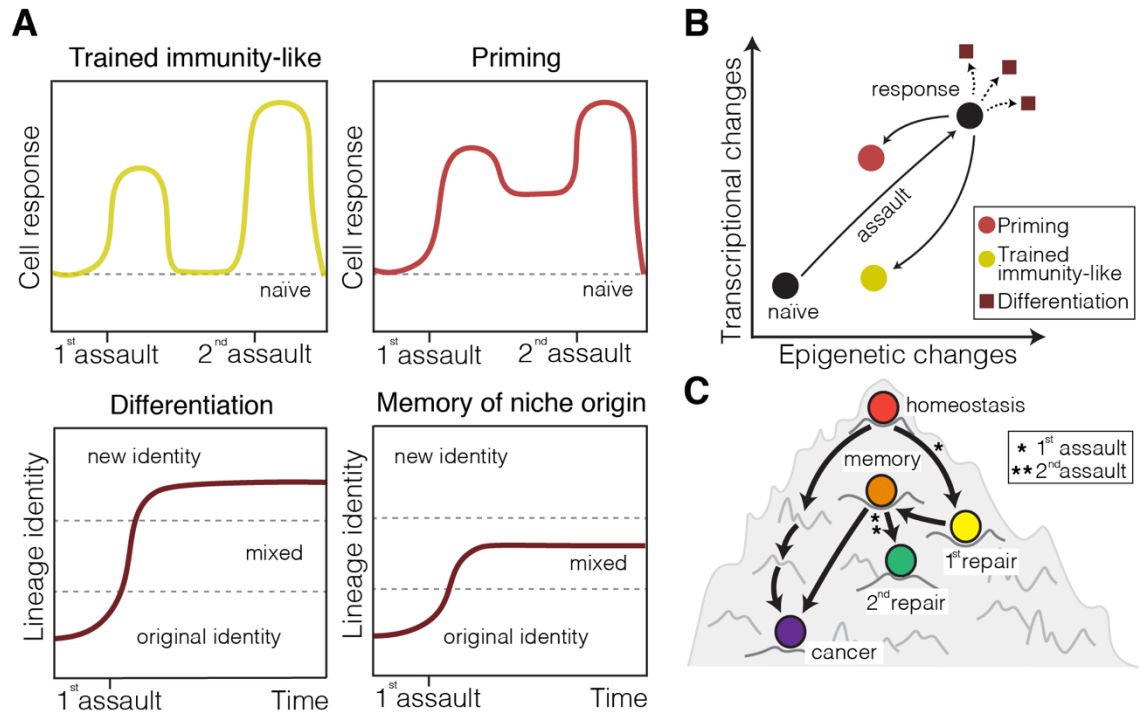 A
Trained immunity-like
Cell response
naïve
1st assault
2nd assault
Priming
Cell response
naïve
1st assault
2nd assault
Differentiation
Lineage identity
new identity
mixed
original identity
1st assault
Time
Memory of niche origin
Lineage identity
new identity
mixed
original identity
1st assault
Time
B
Transcriptional changes
response
assault
naïve
Priming
Trained
immunity-like
Differentiation
Epigenetic changes
C
homeostasis
*
* 1st assault
** 2nd assault
memory
*
*
1st repair
2nd repair
cancer